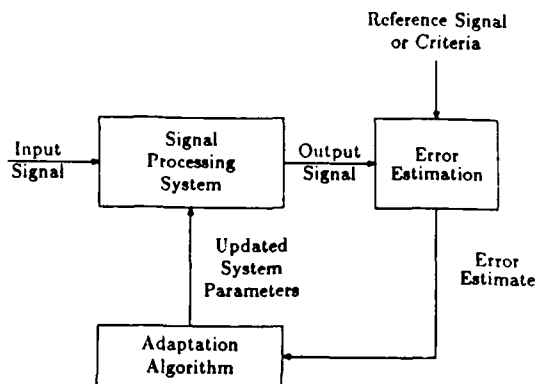 Reference Signal
or Criteria
Input
Signal
Signal
Processing
System
Output
Signal
Error
Estimation
Updated
System
Parameters
Error
Estimate
Adaptation
Algorithm